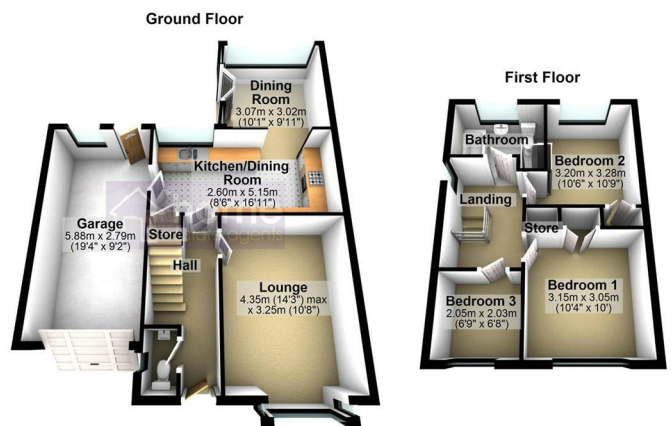 Ground Floor
Dining
Room
3.07m x 3.02m
(10'1" x 9'11")
Kitchen/Dining
Room
2.60m x 5.15m
(8'6" x 16'11")
Garage
5.88m x 2.79m
(19'4" x 9'2")
Store
Hall
Lounge
4.35m (14'3") max
x 3.25m (10'8")
estate agents
First Floor
Bathroom
Bedroom 2
3.20m x 3.28m
(10'6" x 10'9")
Landing
Store
Bedroom 1
3.15m x 3.05m
(10'4" x 10')
Bedroom 3
2.05m x 2.03m
(6'9" x 6'8")